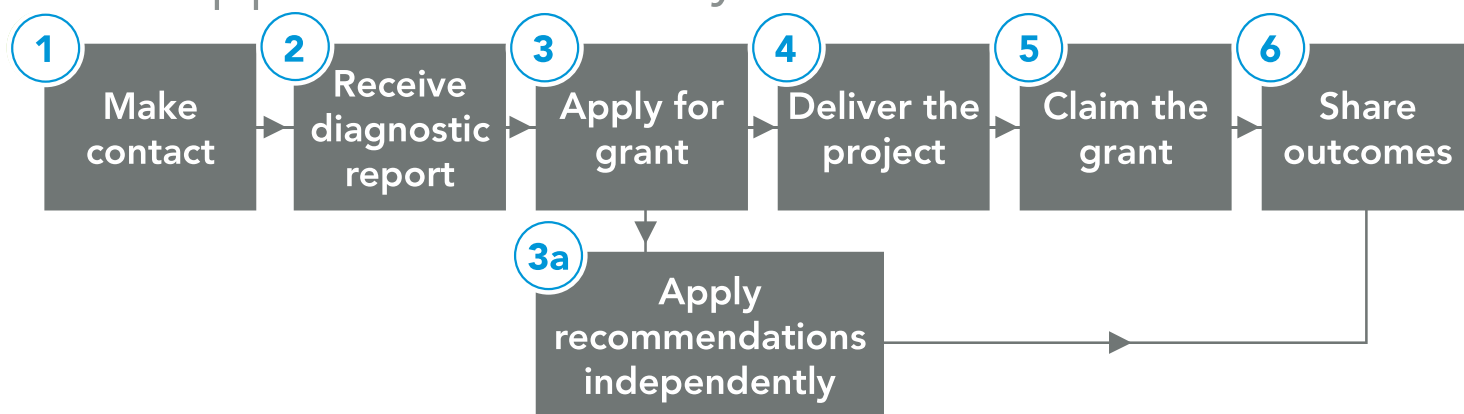 1
Make
contact
2
Receive
diagnostic
report
3
Apply for
grant
4
Deliver the
project
5
Claim the
grant
6
Share
outcomes
3a
Apply
recommendations
independently